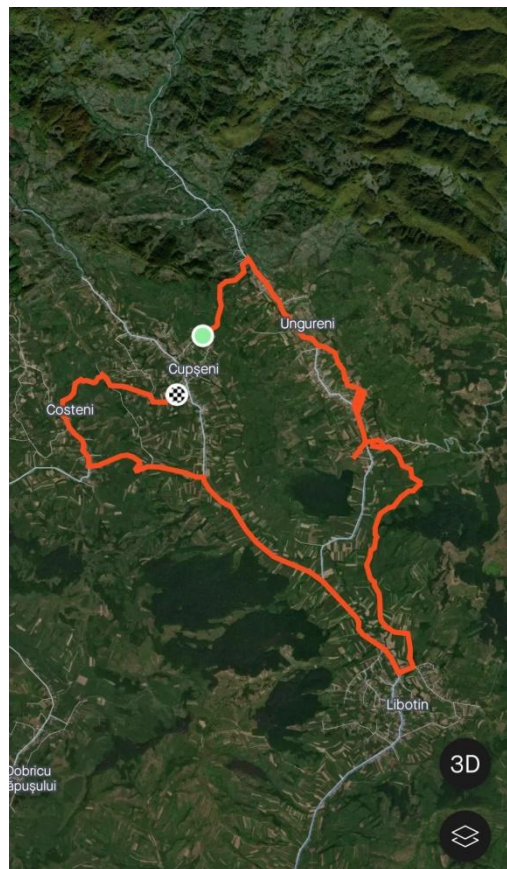 Ungureni
Cupșeni
Costeni
Libotin
3D
Dobricu
ăpușului